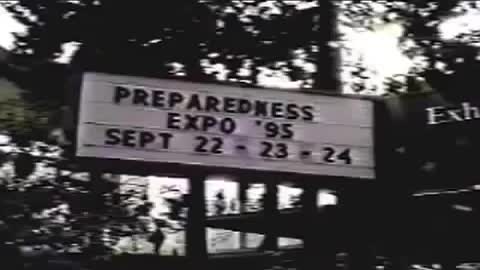 PREPAREDNESS
EXPO '95
SEPT 22 - 23 - 24
Exh